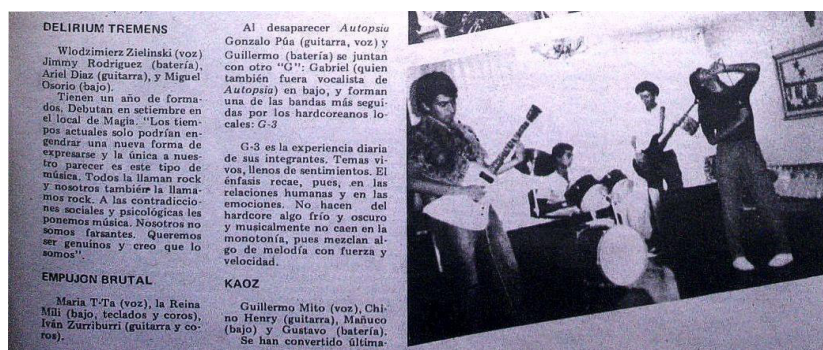 DELIRIUM TREMENS
Wlodzimierz Zielinski (voz)
Jimmy Rodriguez (batería),
Ariel Diaz (guitarra), y Miguel
Osorio (bajo).
Tienen un año de forma-
dos. Debutan en setiembre en
el local de Magia. "Los tiem-
pos actuales solo podrían en-
gendrar una nueva forma de
expresarse y la única a nues-
tro parecer es este tipo de
música. Todos la llaman rock
y nosotros también la llama-
mos rock. A las contradiccio-
nes sociales y psicológicas les
ponemos música. Nosotros no
somos farsantes. Queremos
ser genuinos y creo que lo
somos".
EMPUJON BRUTAL
Maria T-Ta (voz), la Reina
Mili (bajo, teclados y coros),
Iván Zurriburri (guitarra y co-
ros).
Al desaparecer Autopsia
Gonzalo Púa (guitarra, voz) y
Guillermo (batería) se juntan
con otro "G": Gabriel (quien
también fuera vocalista de
Autopsia) en bajo, y forman
una de las bandas más segui-
das por los hardcoreanos lo-
cales: G-3
G-3 es la experiencia diaria
de sus integrantes. Temas vi-
vos, llenos de sentimientos. El
énfasis recae, pues, en las
relaciones humanas y en las
emociones. No hacen del
hardcore algo frío y oscuro
y musicalmente no caen en la
monotonía, pues mezclan al-
go de melodía con fuerza y
velocidad.
KAOZ
Guillermo Mito (voz), Chi-
no Henry (guitarra), Mañuco
(bajo) y Gustavo (batería).
Se han convertido última-